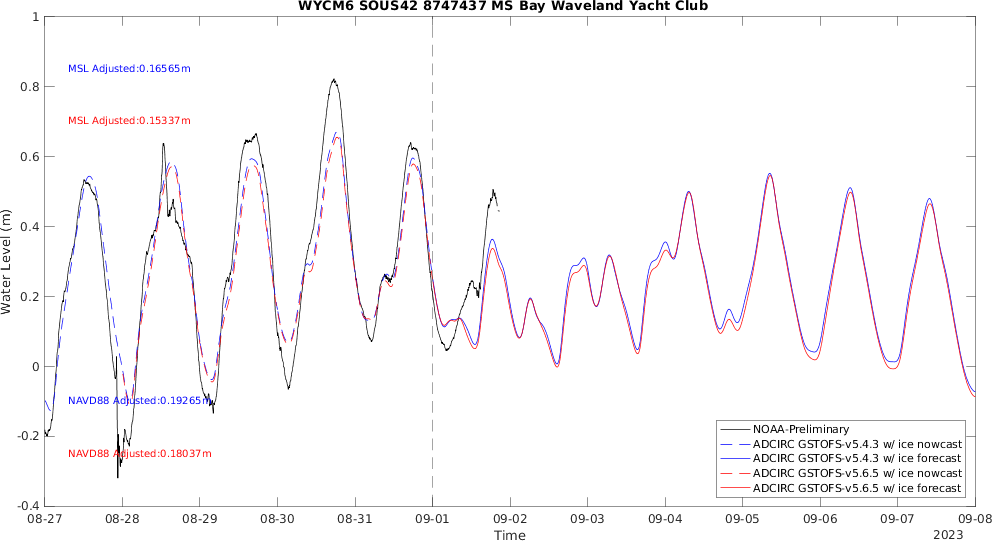 WYCM6 SOUS42 8747437 MS Bay Waveland Yacht Club
1
0.8
0.6
0.4
0.2
0
-0.2
-0.4
Water Level (m)
MSL Adjusted:0.16565m
MSL Adjusted:0.15337m
NAVD88 Adjusted:0.19265m
NAVD88 Adjusted:0.18037m
NOAA-Preliminary
ADCIRC GSTOFS-v5.4.3 w/ ice nowcast
ADCIRC GSTOFS-v5.4.3 w/ ice forecast
ADCIRC GSTOFS-v5.6.5 w/ ice nowcast
ADCIRC GSTOFS-v5.6.5 w/ ice forecast
08-27 08-28 08-29 08-30 08-31 09-01 09-02 09-03 09-04 09-05 09-06 09-07 09-08
Time
2023